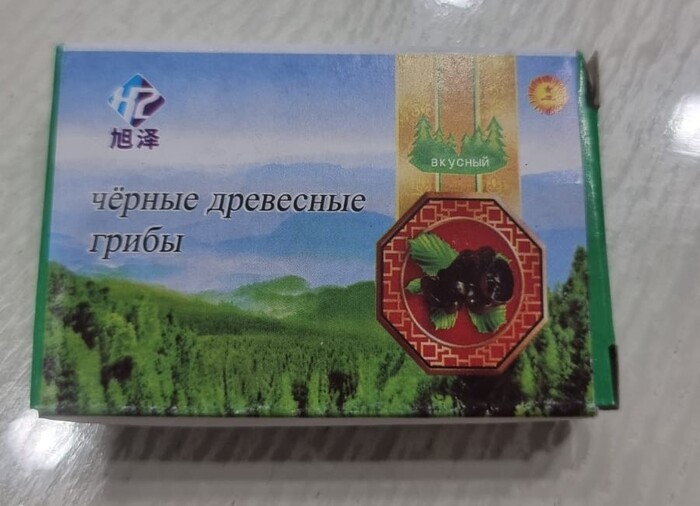 旭泽
вкусный
чёрные древесные
грибы